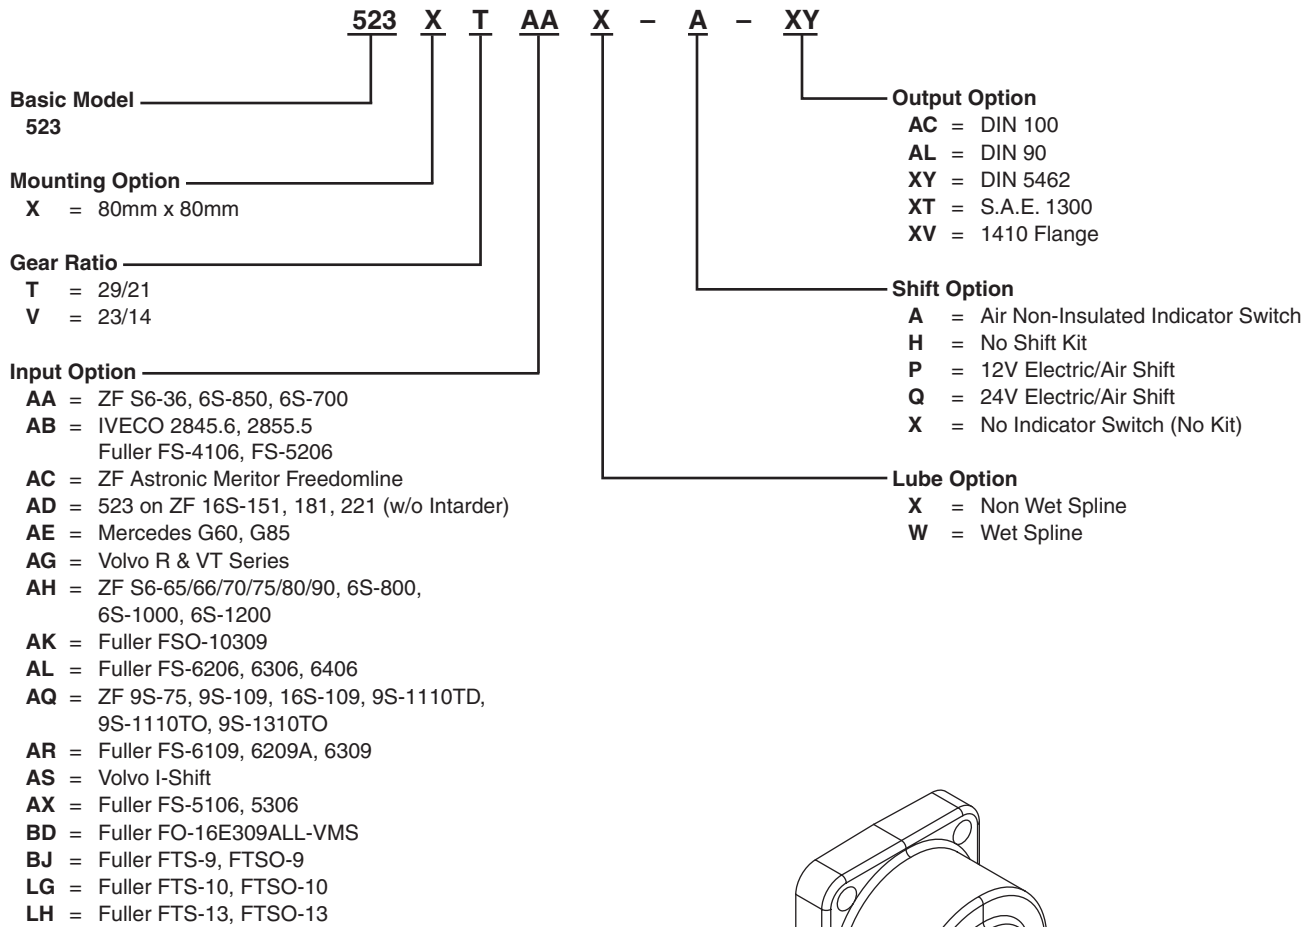 523 X T AA X – A – XY
Basic Model
523
Mounting Option
X = 80mm x 80mm
Gear Ratio
T = 29/21
V = 23/14
Input Option
AA = ZF S6-36, 6S-850, 6S-700
AB = IVECO 2845.6, 2855.5
Fuller FS-4106, FS-5206
AC = ZF Astronic Meritor Freedomline
AD = 523 on ZF 16S-151, 181, 221 (w/o Intarder)
AE = Mercedes G60, G85
AG = Volvo R & VT Series
AH = ZF S6-65/66/70/75/80/90, 6S-800,
6S-1000, 6S-1200
AK = Fuller FSO-10309
AL = Fuller FS-6206, 6306, 6406
AQ = ZF 9S-75, 9S-109, 16S-109, 9S-1110TD,
9S-1110TO, 9S-1310TO
AR = Fuller FS-6109, 6209A, 6309
AS = Volvo I-Shift
AX = Fuller FS-5106, 5306
BD = Fuller FO-16E309ALL-VMS
BJ = Fuller FTS-9, FTSO-9
LG = Fuller FTS-10, FTSO-10
LH = Fuller FTS-13, FTSO-13
Output Option
AC = DIN 100
AL = DIN 90
XY = DIN 5462
XT = S.A.E. 1300
XV = 1410 Flange
Shift Option
A = Air Non-Insulated Indicator Switch
H = No Shift Kit
P = 12V Electric/Air Shift
Q = 24V Electric/Air Shift
X = No Indicator Switch (No Kit)
Lube Option
X = Non Wet Spline
W = Wet Spline